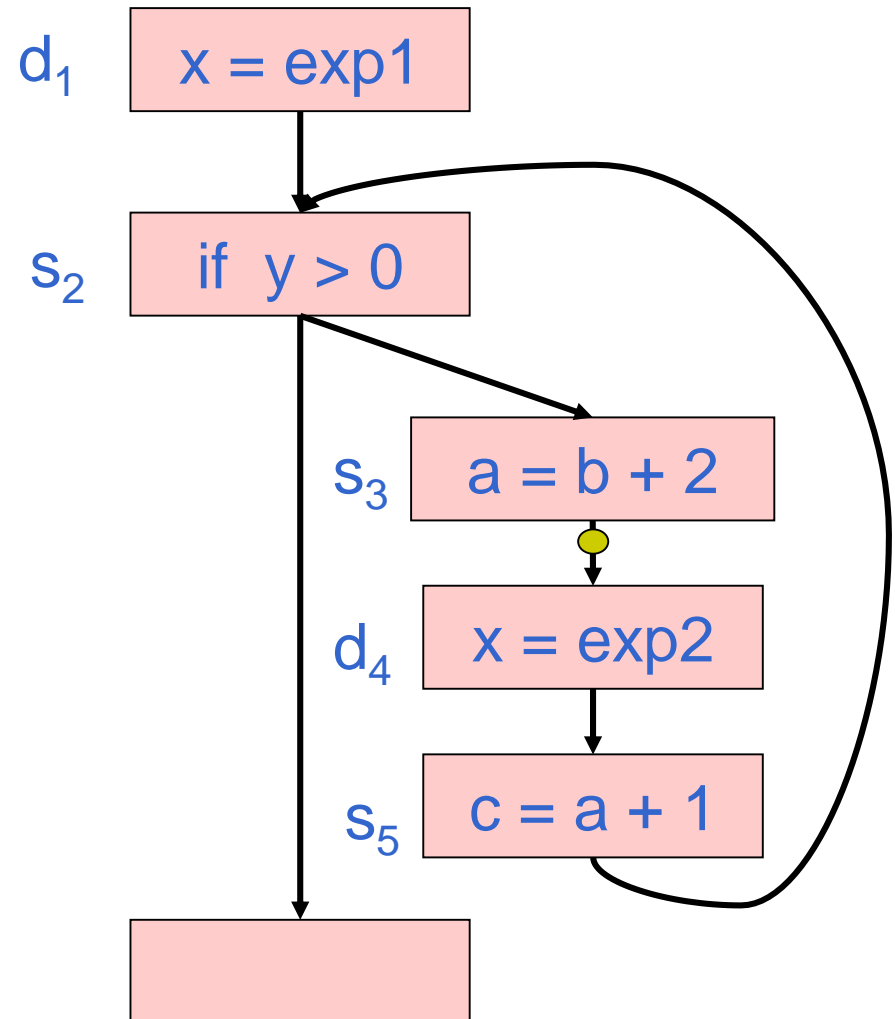 d₁ x = exp1
s₂ if y > 0
s₃ a = b + 2
d₄ x = exp2
s₅ c = a + 1